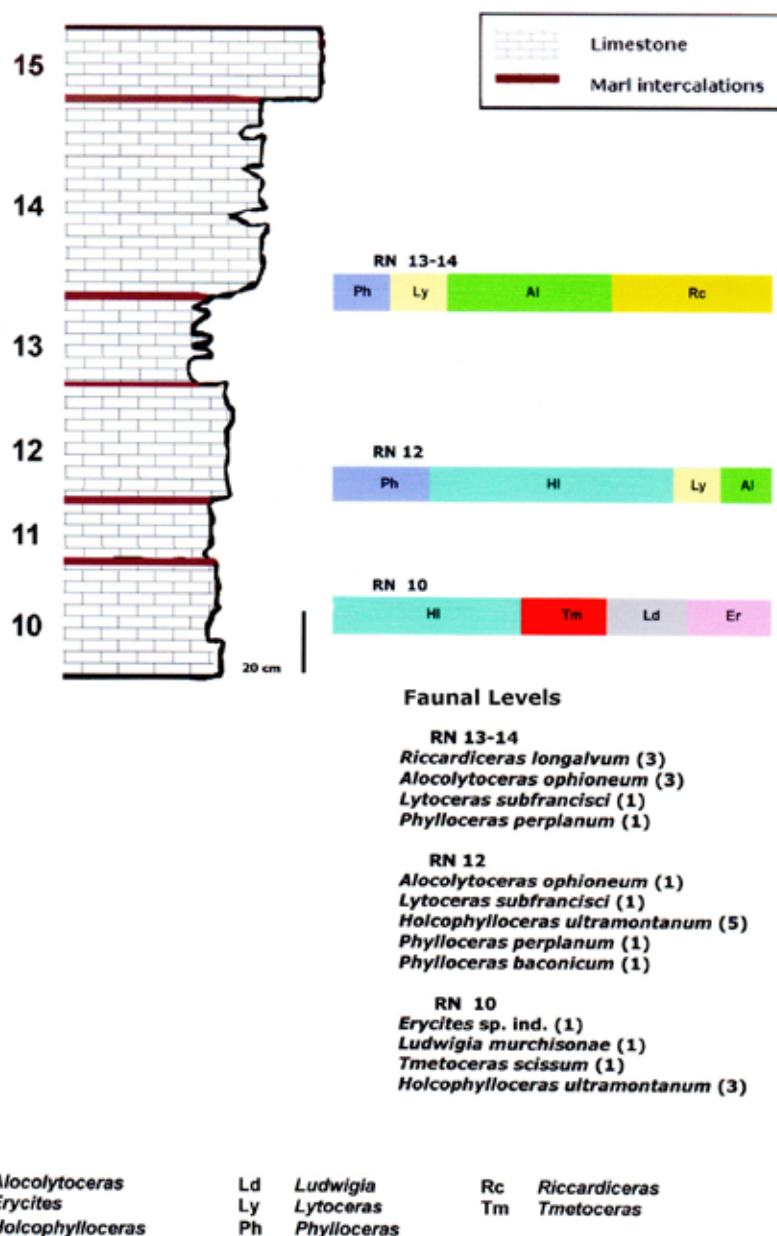 15
Limestone
Marl intercalations
14
RN 13-14
Ph Ly Al Rc
13
RN 12
12
Ph Hl Ly Al
11
RN 10
10
Hl Tm Ld Er
20 cm
Faunal Levels
RN 13-14
Riccardiceras longalvum (3)
Alocolytoceras ophioneum (3)
Lytoceras subfrancisci (1)
Phylloceras perplanum (1)
RN 12
Alocolytoceras ophioneum (1)
Lytoceras subfrancisci (1)
Holcophylloceras ultramontanum (5)
Phylloceras perplanum (1)
Phylloceras baconicum (1)
RN 10
Erycites sp. ind. (1)
Ludwigia murchisonae (1)
Tmetoceras scissum (1)
Holcophylloceras ultramontanum (3)
Alocolytoceras Ld Ludwigia Rc Riccardiceras
Erycites Ly Lytoceras Tm Tmetoceras
Holcophylloceras Ph Phylloceras